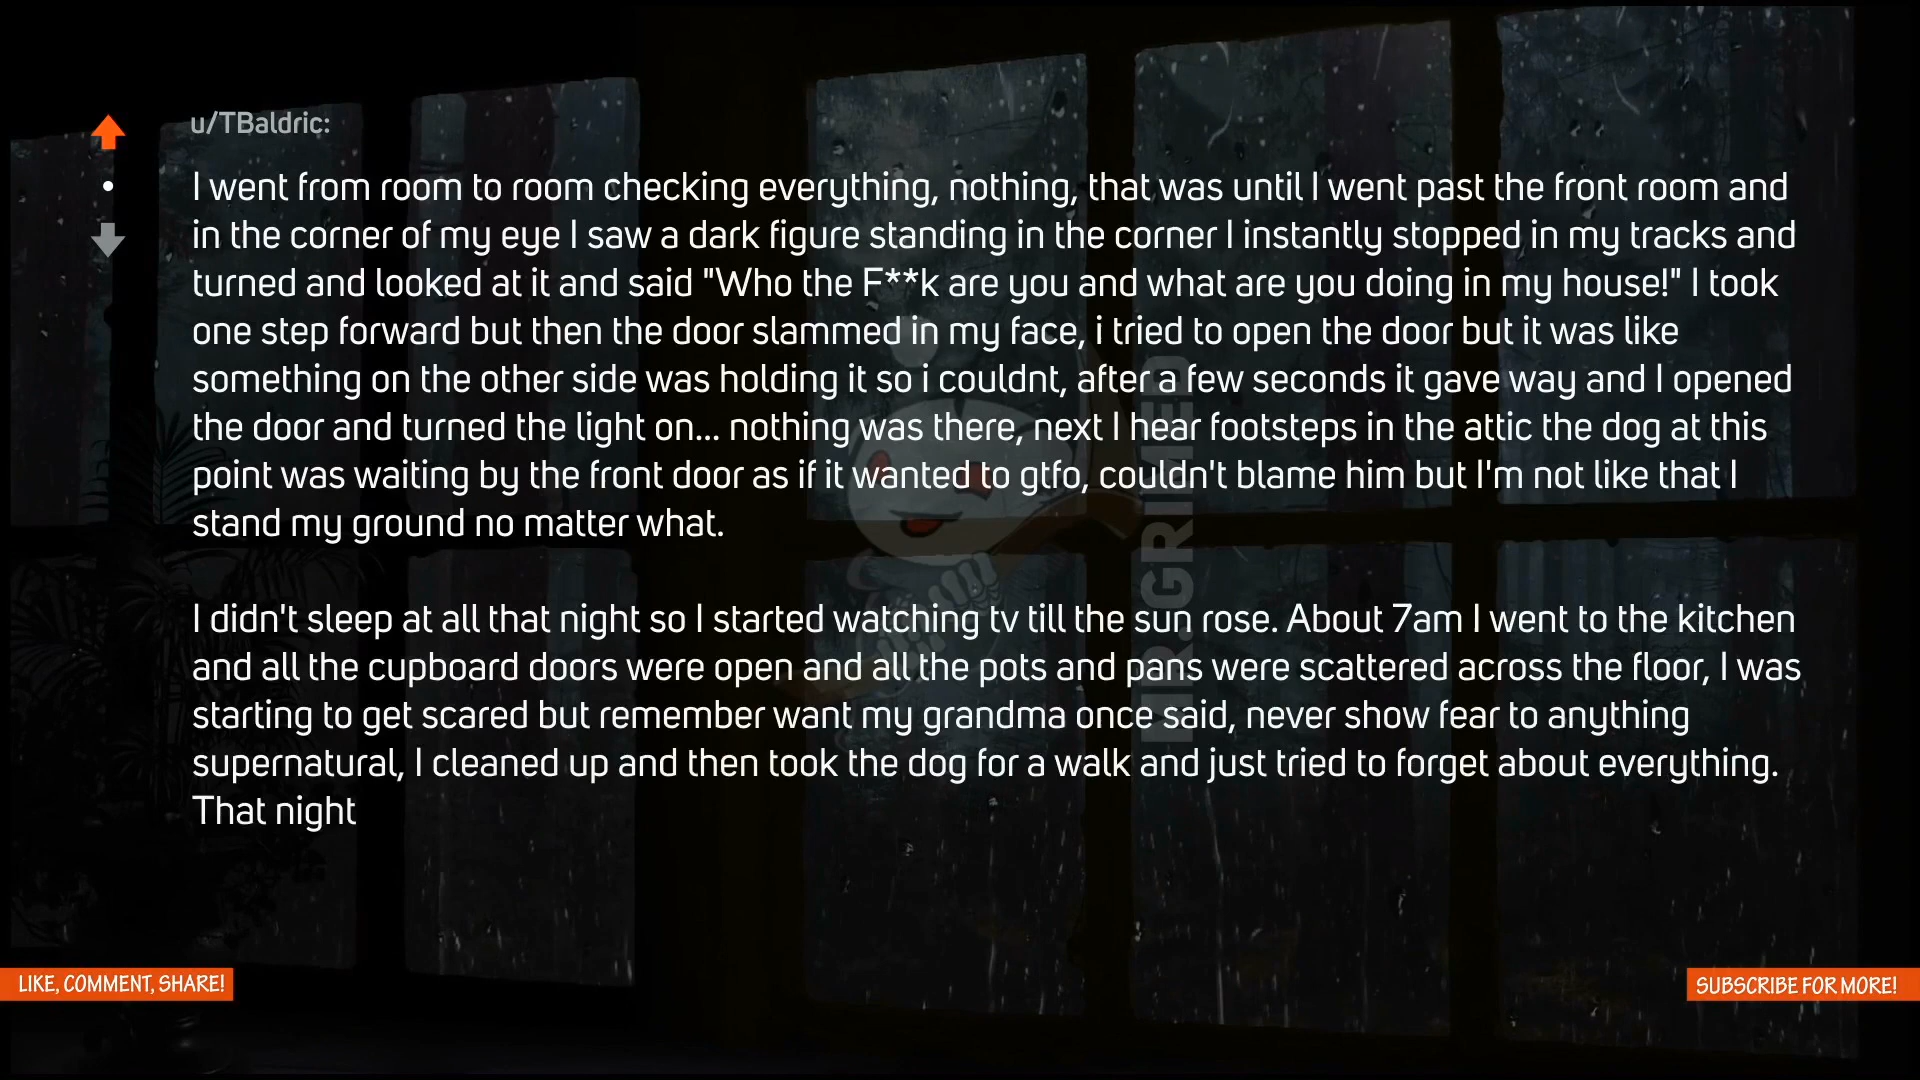 u/TBaldric:
I went from room to room checking everything, nothing, that was until I went past the front room and
in the corner of my eye I saw a dark figure standing in the corner I instantly stopped in my tracks and
turned and looked at it and said "Who the F**k are you and what are you doing in my house!" I took
one step forward but then the door slammed in my face, i tried to open the door but it was like
something on the other side was holding it so i couldnt, after a few seconds it gave way and I opened
the door and turned the light on... nothing was there, next I hear footsteps in the attic the dog at this
point was waiting by the front door as if it wanted to gtfo, couldn't blame him but I'm not like that I
stand my ground no matter what.
I didn't sleep at all that night so I started watching tv till the sun rose. About 7am I went to the kitchen
and all the cupboard doors were open and all the pots and pans were scattered across the floor, I was
starting to get scared but remember want my grandma once said, never show fear to anything
supernatural, I cleaned up and then took the dog for a walk and just tried to forget about everything.
That night
MR.GRIMED
LIKE, COMMENT, SHARE!
SUBSCRIBE FOR MORE!